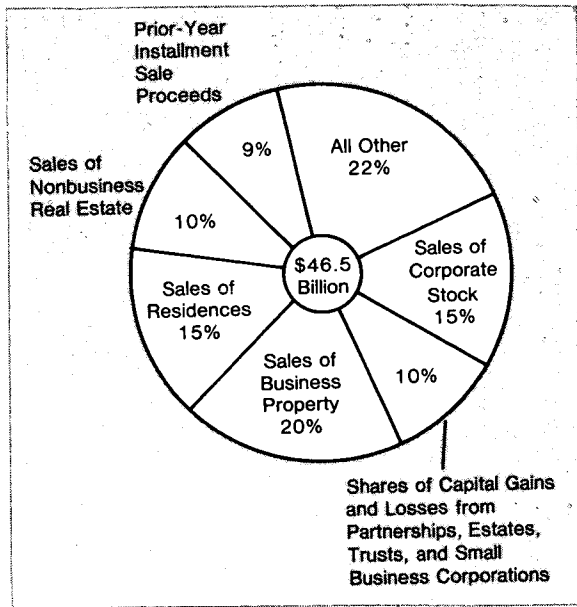 Prior-Year
Installment
Sale
Proceeds
9%
All Other
22%
Sales of
Nonbusiness
Real Estate
10%
$46.5
Billion
Sales of
Corporate
Stock
15%
Sales of
Residences
15%
Sales of
Business
Property
20%
10%
Shares of Capital Gains
and Losses from
Partnerships, Estates,
Trusts, and Small
Business Corporations